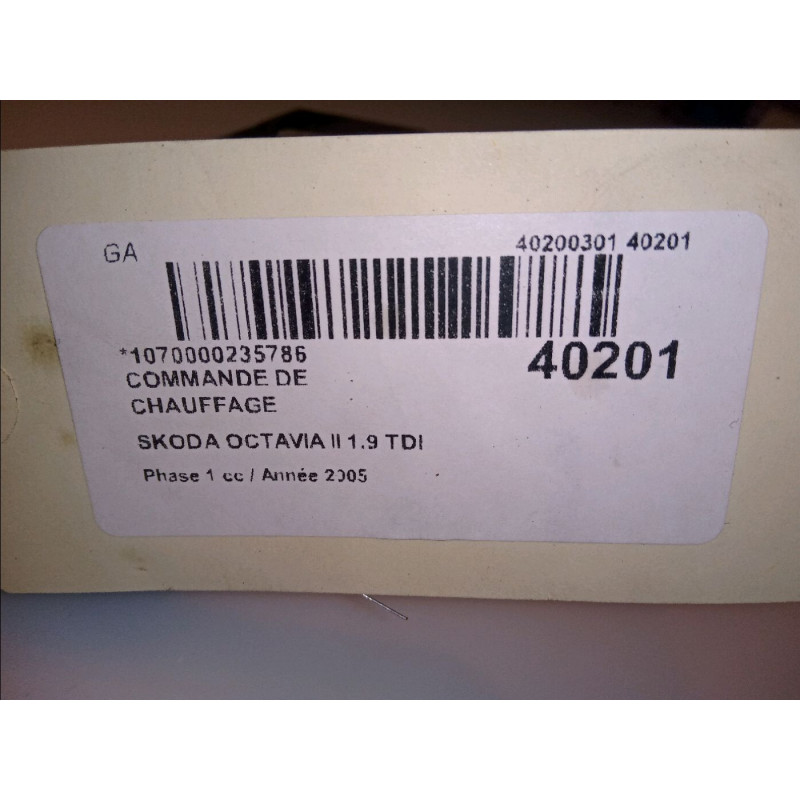 GA
40200301 40201
*1070000235786
40201
COMMANDE DE
CHAUFFAGE
SKODA OCTAVIA II 1.9 TDI
Phase 1 cc / Année 2005